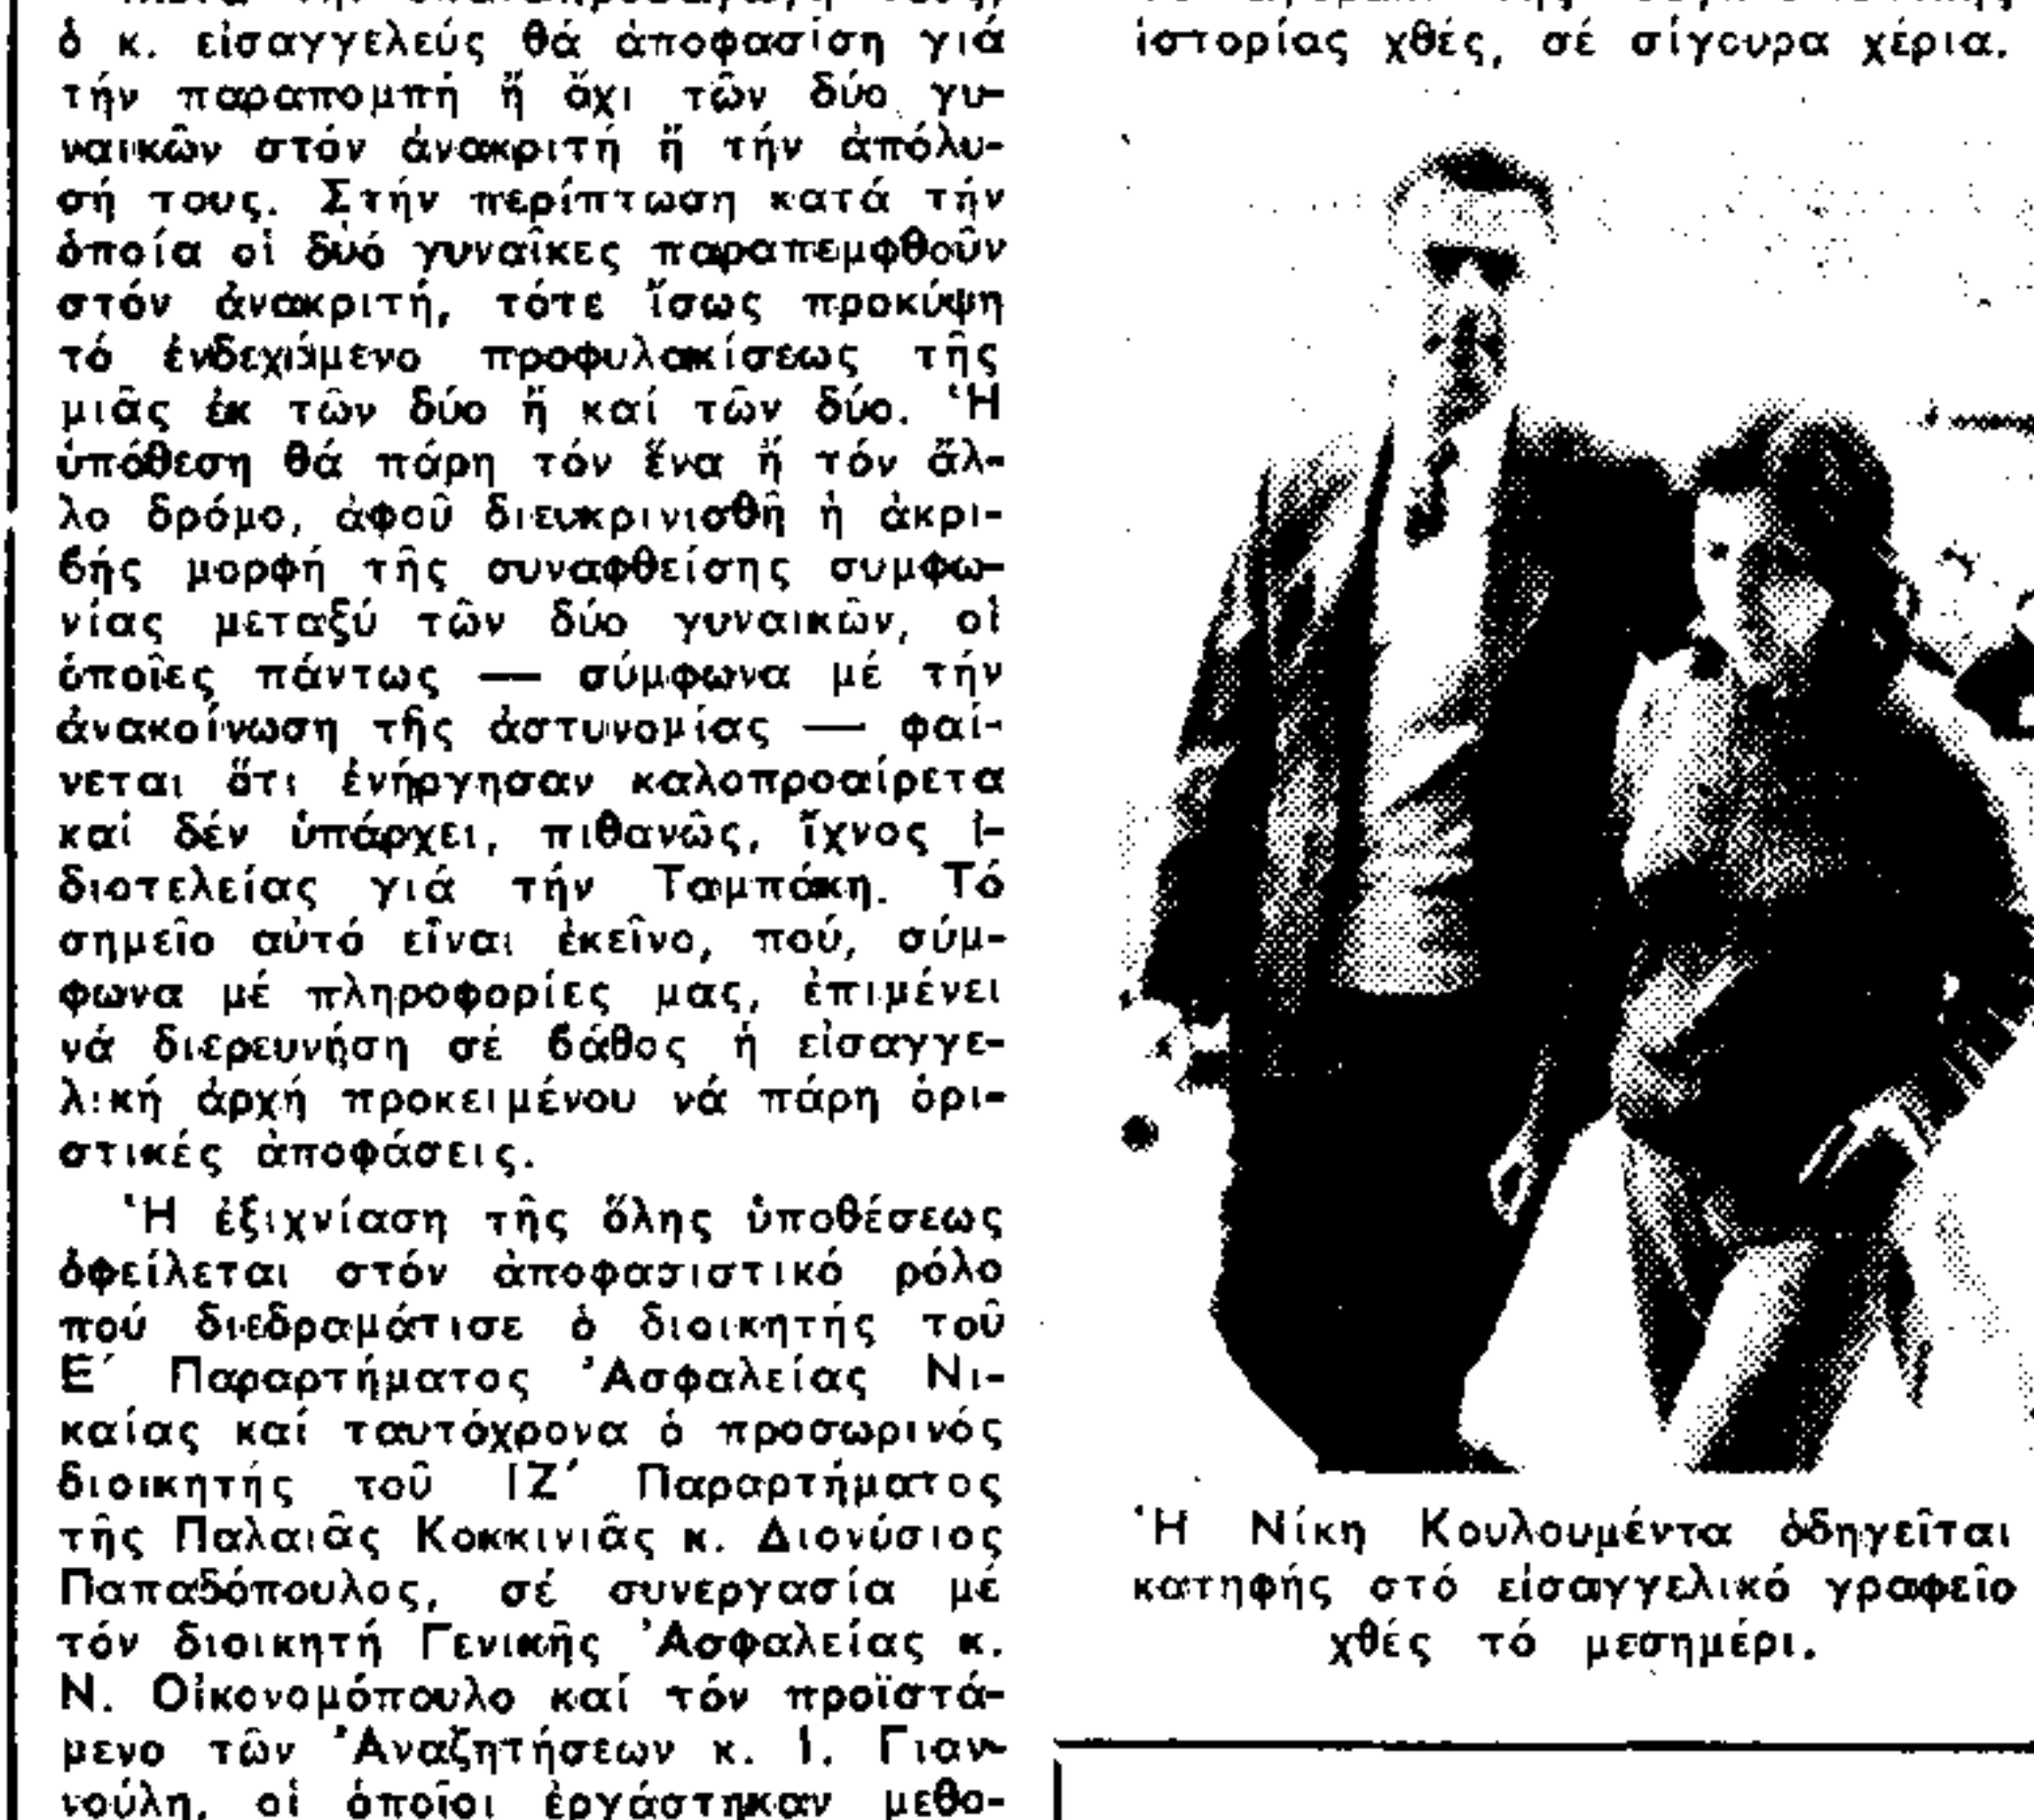 ὁ κ. εἰσαγγελεύς θά ἀποφασίση γιά
τήν παραπομπή ἤ ὄχι τῶν δύο γυ-
ναικῶν στόν ἀνακριτή ἤ τήν ἀπόλυ-
σή τους. Στήν περίπτωση κατά τήν
ὁποία οἱ δυό γυναῖκες παραπεμφθοῦν
στόν ἀνακριτή, τότε ἴσως προκύψη
τό ἐνδεχόμενο προφυλακίσεως τῆς
μιᾶς ἐκ τῶν δύο ἤ καί τῶν δύο. Ἡ
ὑπόθεση θά πάρη τόν ἕνα ἤ τόν ἄλ-
λο δρόμο, ἀφοῦ διευκρινισθῆ ἡ ἀκρι-
βής μορφή τῆς συναφθείσης συμφω-
νίας μεταξύ τῶν δύο γυναικῶν, οἱ
ὁποῖες πάντως — σύμφωνα μέ τήν
ἀνακοίνωση τῆς ἀστυνομίας — φαί-
νεται ὅτι ἐνήργησαν καλοπροαίρετα
καί δέν ὑπάρχει, πιθανῶς, ἴχνος ἰ-
διοτελείας γιά τήν Ταμπάκη. Τό
σημεῖο αὐτό εἶναι ἐκεῖνο, πού, σύμ-
φωνα μέ πληροφορίες μας, ἐπιμένει
νά διερευνήση σέ βάθος ἡ εἰσαγγε-
λική ἀρχή προκειμένου νά πάρη ὁρι-
στικές ἀποφάσεις.
Ἡ ἐξιχνίαση τῆς ὅλης ὑποθέσεως
ὀφείλεται στόν ἀποφασιστικό ρόλο
πού διεδραμάτισε ὁ διοικητής τοῦ
Ε΄ Παραρτήματος Ἀσφαλείας Νι-
καίας καί ταυτόχρονα ὁ προσωρινός
διοικητής τοῦ ΙΖ΄ Παραρτήματος
τῆς Παλαιᾶς Κοκκινιᾶς κ. Διονύσιος
Παπαδόπουλος, σέ συνεργασία μέ
τόν διοικητή Γενικῆς Ἀσφαλείας κ.
Ν. Οἰκονομόπουλο καί τόν προϊστά-
μενο τῶν Ἀναζητήσεων κ. Ι. Γιαν-
νούλη, οἱ ὁποῖοι ἐργάστηκαν μεθο-
ἱστορίας χθές, σέ σίγουρα χέρια.
Ἡ Νίκη Κουλουμέντα ὁδηγεῖται
κατηφής στό εἰσαγγελικό γραφεῖο
χθές τό μεσημέρι.